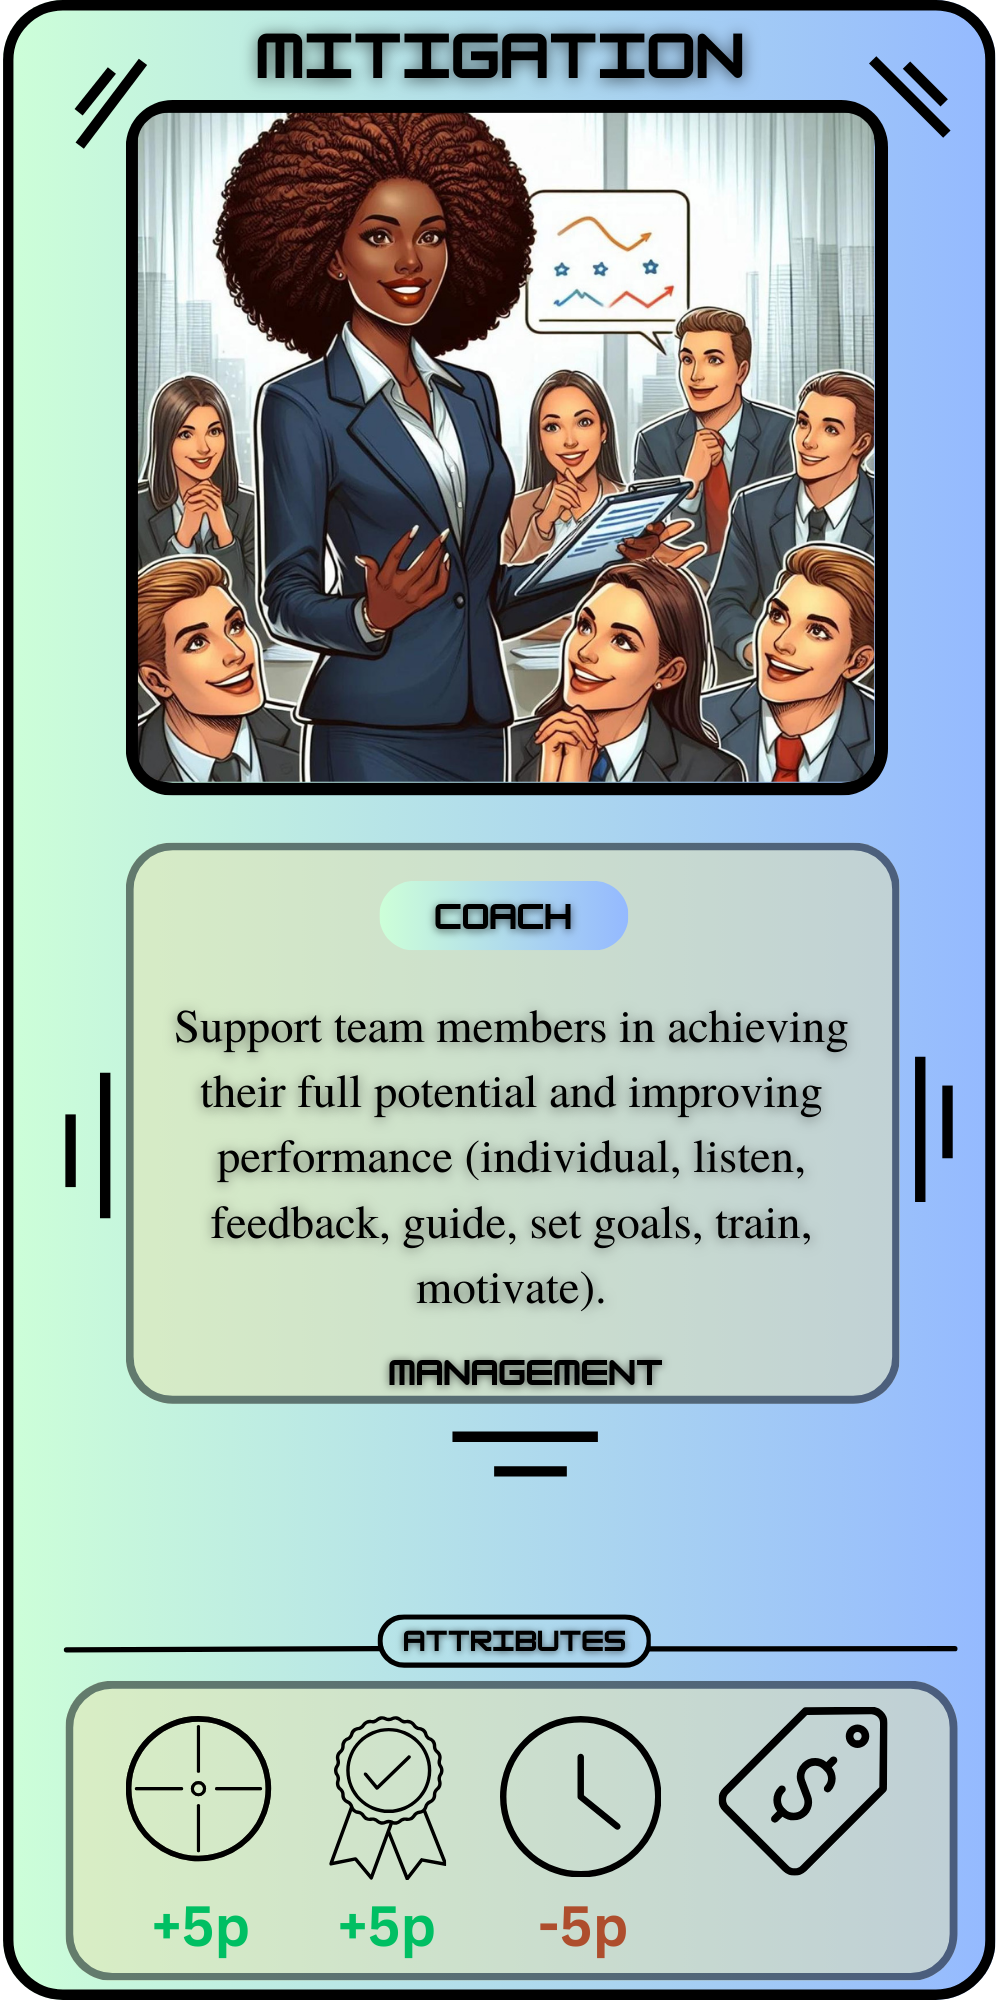 MITIGATION
COACH
Support team members in achieving
their full potential and improving
performance (individual, listen,
feedback, guide, set goals, train,
motivate).
MANAGEMENT
ATTRIBUTES
$
+5p +5p -5p